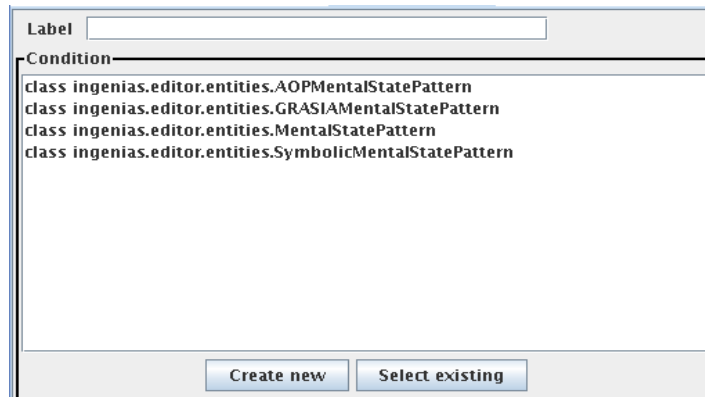 Label
Condition
class ingenias.editor.entities.AOPMentalStatePattern
class ingenias.editor.entities.GRASIAMentalStatePattern
class ingenias.editor.entities.MentalStatePattern
class ingenias.editor.entities.SymbolicMentalStatePattern
Create new Select existing